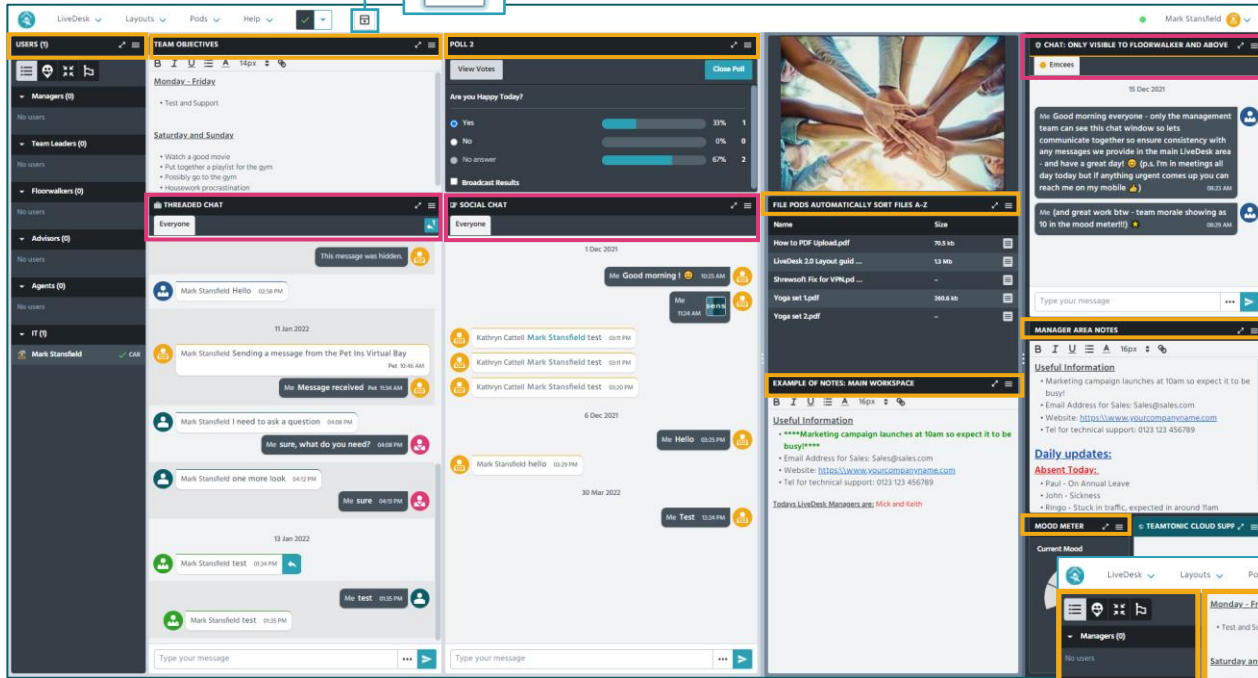 LiveDesk
Layouts
Pods
Help
Mark Stansfield
USERS (1)
Managers (0)
No users
Team Leaders (0)
No users
Floorwalkers (0)
No users
Advisors (0)
No users
Agents (0)
No users
IT (1)
Mark Stansfield
TEAM OBJECTIVES
B I U A 14px
Monday - Friday
• Test and Support
Saturday and Sunday
• Watch a good movie
• Put together a playlist for the gym
• Possibly go to the gym
• Housework procrastination
THREADED CHAT
Everyone
This message was hidden.
Mark Stansfield Hello 02:58 PM
11 Jan 2022
Mark Stansfield Sending a message from the Pet Ins Virtual Bay
Pet 10:46 AM
Me Message received Pet 11:34 AM
Mark Stansfield I need to ask a question 04:08 PM
Me sure, what do you need? 04:08 PM
Mark Stansfield one more look 04:12 PM
Me sure 04:13 PM
13 Jan 2022
Mark Stansfield test 01:34 PM
Me test 01:35 PM
Mark Stansfield test 01:35 PM
Type your message
POLL 2
View Votes
Close Poll
Are you Happy Today?
Yes 33% 1
No 0% 0
No answer 67% 2
Broadcast Results
SOCIAL CHAT
Everyone
1 Dec 2021
Me Good morning ! 10:25 AM
Me
11:24 AM
sens
Kathryn Cattell Mark Stansfield test 03:11 PM
Kathryn Cattell Mark Stansfield test 03:11 PM
Kathryn Cattell Mark Stansfield test 03:20 PM
6 Dec 2021
Me Hello 03:25 PM
Mark Stansfield hello 03:29 PM
30 Mar 2022
Me Test 12:24 PM
Type your message
FILE PODS AUTOMATICALLY SORT FILES A-Z
Name Size
How to PDF Upload.pdf 70.5 kb
LiveDesk 2.0 Layout guid ... 1.3 Mb
Shrewsoft Fix for VPN.pd ... -
Yoga set 1.pdf 260.6 kb
Yoga set 2.pdf -
EXAMPLE OF NOTES: MAIN WORKSPACE
B I U A 16px
Useful Information
• ****Marketing campaign launches at 10am so expect it to be
busy!****
• Email Address for Sales: Sales@sales.com
• Website: https:\\www.yourcompanyname.com
• Tel for technical support: 0123 123 456789
Todays LiveDesk Managers are: Mick and Keith
CHAT: ONLY VISIBLE TO FLOORWALKER AND ABOVE
Emcees
15 Dec 2021
Me Good morning everyone - only the management
team can see this chat window so lets
communicate together so ensure consistency with
any messages we provide in the main LiveDesk area
- and have a great day! (p.s. I'm in meetings all
day today but if anything urgent comes up you can
reach me on my mobile ) 08:23 AM
Me (and great work btw - team morale showing as
10 in the mood meter!!!) 08:29 AM
Type your message
MANAGER AREA NOTES
B I U A 16px
Useful Information
• Marketing campaign launches at 10am so expect it to be
busy!
• Email Address for Sales: Sales@sales.com
• Website: https:\\www.yourcompanyname.com
• Tel for technical support: 0123 123 456789
Daily updates:
Absent Today:
• Paul - On Annual Leave
• John - Sickness
• Ringo - Stuck in traffic, expected in around 11am
MOOD METER
TEAMTONIC CLOUD SUPP
Current Mood
LiveDesk
Layouts
Po
Managers (0)
No users
Monday - Fr
• Test and Su
Saturday an